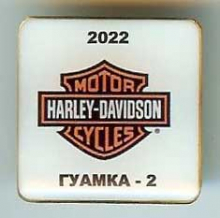 2022
MOTOR
HARLEY-DAVIDSON
CYCLES ®
ГУАМКА - 2